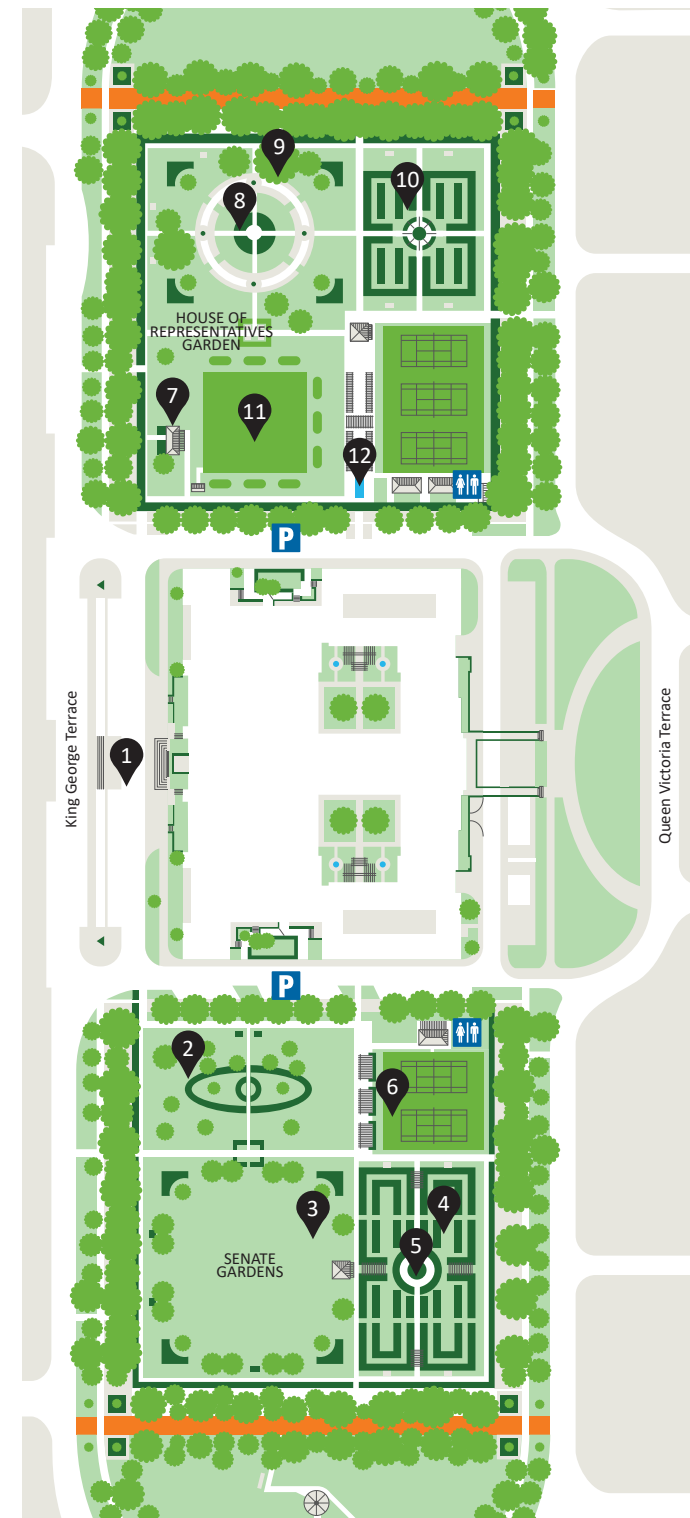 9
10
8
HOUSE OF
REPRESENTATIVES
GARDEN
7
11
12
P
King George Terrace
1
Queen Victoria Terrace
P
2
6
3
4
SENATE
GARDENS
5